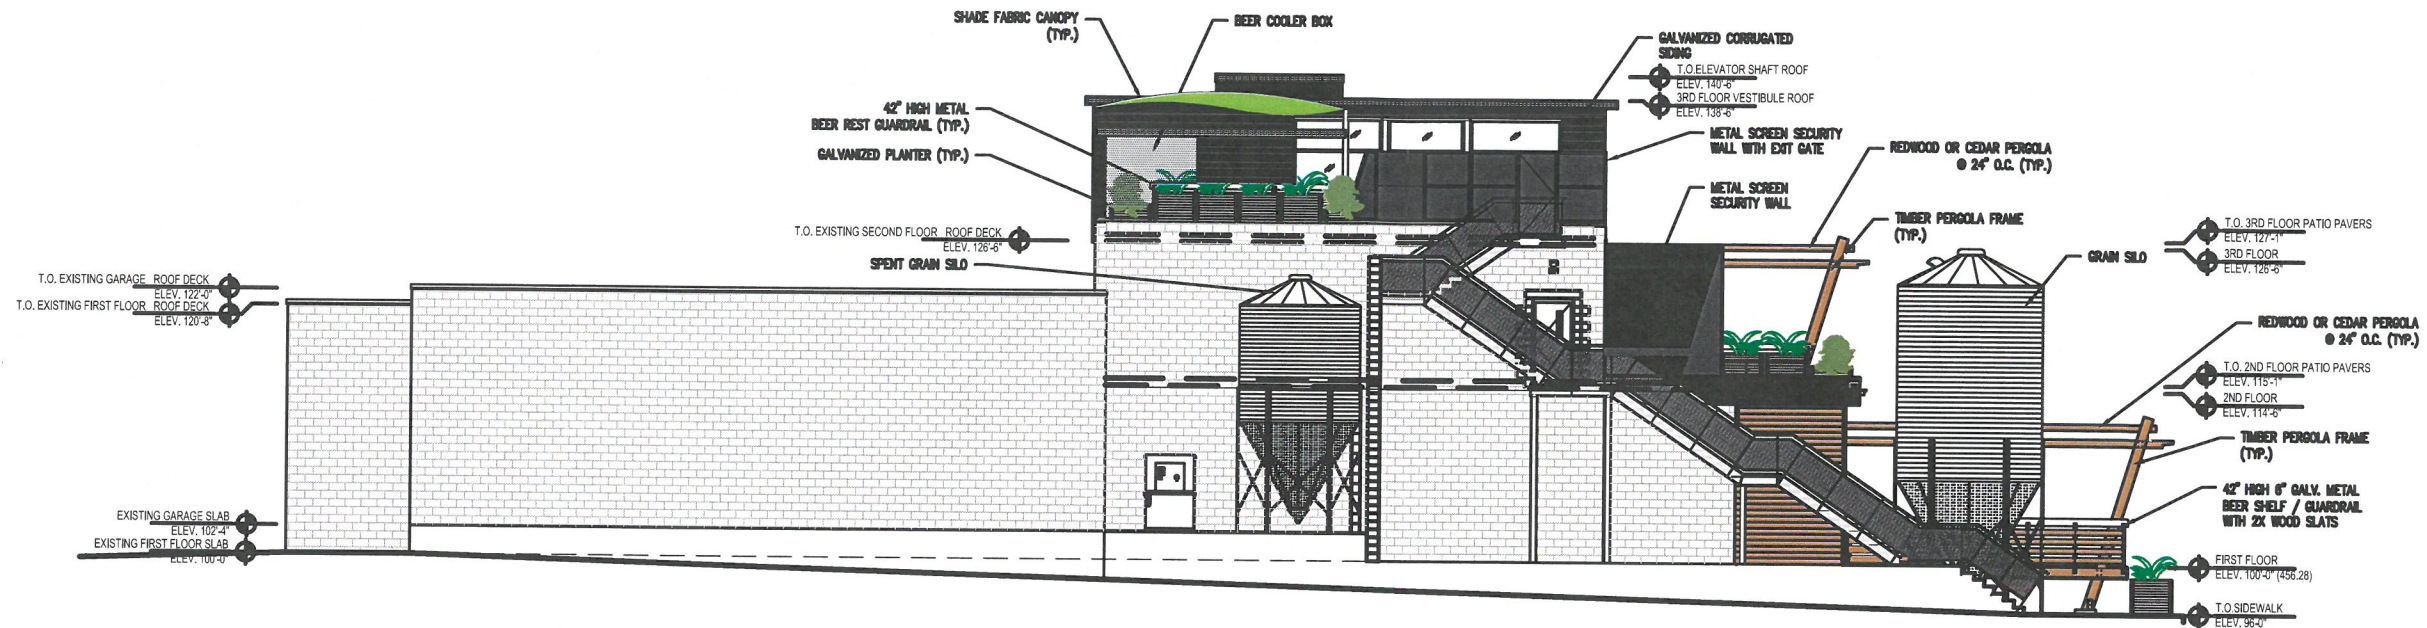 SHADE FABRIC CANOPY
(TYP.)
BEER COOLER BOX
GALVANIZED CORRUGATED
SIDING
T.O.ELEVATOR SHAFT ROOF
ELEV. 140'-6"
3RD FLOOR VESTIBULE ROOF
ELEV. 138'-6"
42" HIGH METAL
BEER REST GUARDRAIL (TYP.)
GALVANIZED PLANTER (TYP.)
METAL SCREEN SECURITY
WALL WITH EXIT GATE
REDWOOD OR CEDAR PERGOLA
@ 24" O.C. (TYP.)
METAL SCREEN
SECURITY WALL
TIMBER PERGOLA FRAME
(TYP.)
T.O. EXISTING SECOND FLOOR ROOF DECK
ELEV. 126'-6"
SPENT GRAIN SILO
T.O. 3RD FLOOR PATIO PAVERS
ELEV. 127'-1"
3RD FLOOR
ELEV. 126'-6"
GRAIN SILO
T.O. EXISTING GARAGE ROOF DECK
ELEV. 122'-0"
T.O. EXISTING FIRST FLOOR ROOF DECK
ELEV. 120'-8"
REDWOOD OR CEDAR PERGOLA
@ 24" O.C. (TYP.)
T.O. 2ND FLOOR PATIO PAVERS
ELEV. 115'-1"
2ND FLOOR
ELEV. 114'-6"
TIMBER PERGOLA FRAME
(TYP.)
42" HIGH 6" GALV. METAL
BEER SHELF / GUARDRAIL
WITH 2X WOOD SLATS
EXISTING GARAGE SLAB
ELEV. 102'-4"
EXISTING FIRST FLOOR SLAB
ELEV. 100'-0"
FIRST FLOOR
ELEV. 100'-0" (456.28)
T.O.SIDEWALK
ELEV. 96-0"